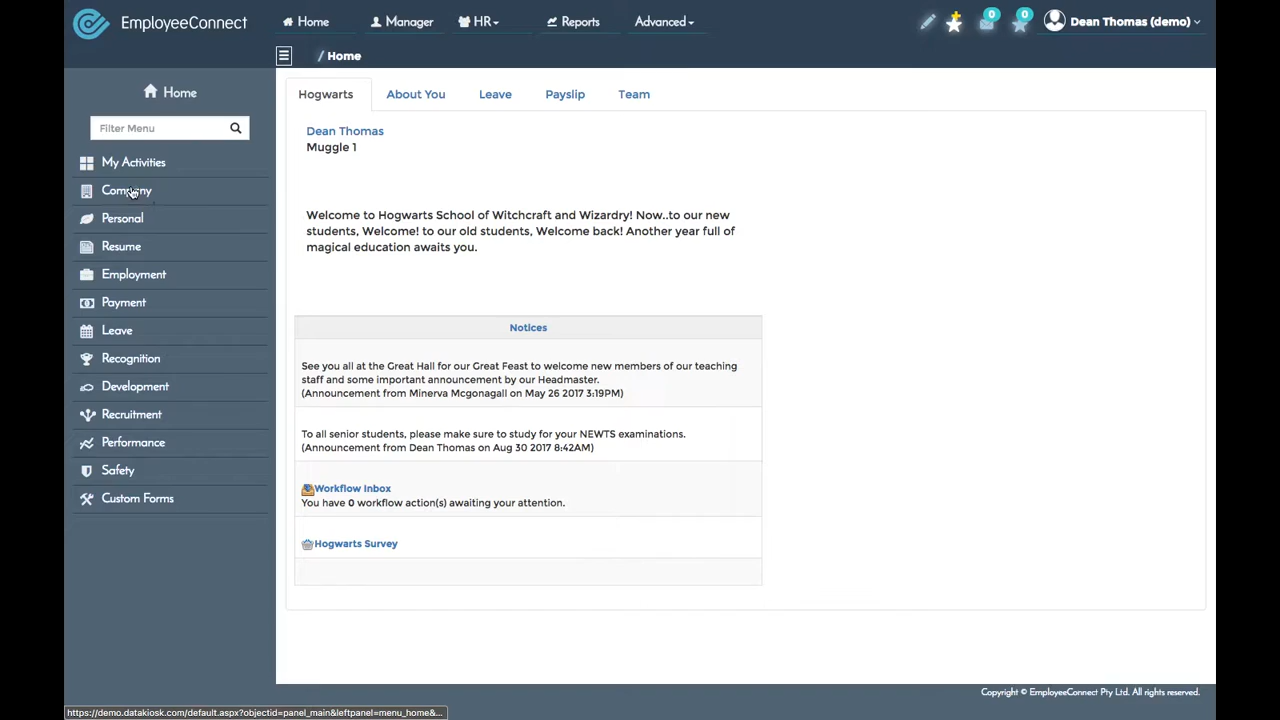 EmployeeConnect
Home
Manager
HR
Reports
Advanced
0
0
Dean Thomas (demo)
/ Home
Home
Filter Menu
My Activities
Company
Personal
Resume
Employment
Payment
Leave
Recognition
Development
Recruitment
Performance
Safety
Custom Forms
Hogwarts
About You
Leave
Payslip
Team
Dean Thomas
Muggle 1
Welcome to Hogwarts School of Witchcraft and Wizardry! Now..to our new
students, Welcome! to our old students, Welcome back! Another year full of
magical education awaits you.
Notices
See you all at the Great Hall for our Great Feast to welcome new members of our teaching
staff and some important announcement by our Headmaster.
(Announcement from Minerva Mcgonagall on May 26 2017 3:19PM)
To all senior students, please make sure to study for your NEWTS examinations.
(Announcement from Dean Thomas on Aug 30 2017 8:42AM)
Workflow Inbox
You have 0 workflow action(s) awaiting your attention.
Hogwarts Survey
Copyright © EmployeeConnect Pty Ltd. All rights reserved.
https://demo.datakiosk.com/default.aspx?objectid=panel_main&leftpanel=menu_home&...